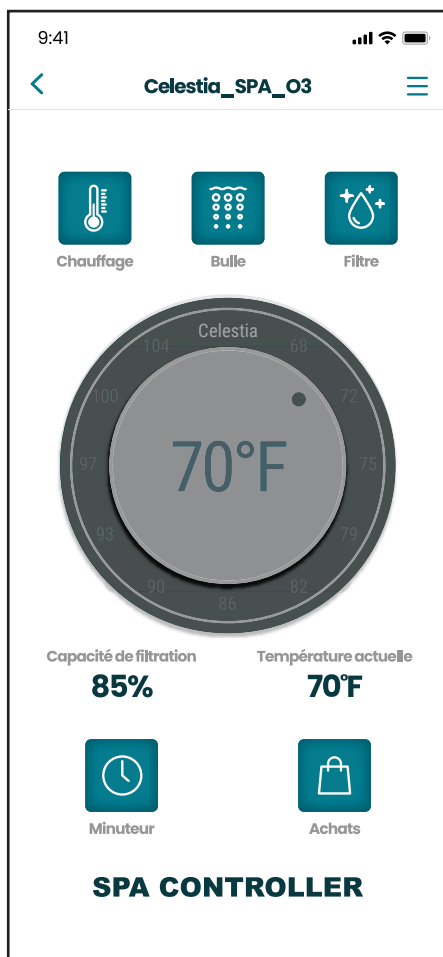 9:41
Celestia_SPA_O3
Chauffage Bulle Filtre
Celestia
104 68
100 72
97 75
70°F
93 79
90 82
86
Capacité de filtration Température actuelle
85% 70°F
Minuteur Achats
SPA CONTROLLER